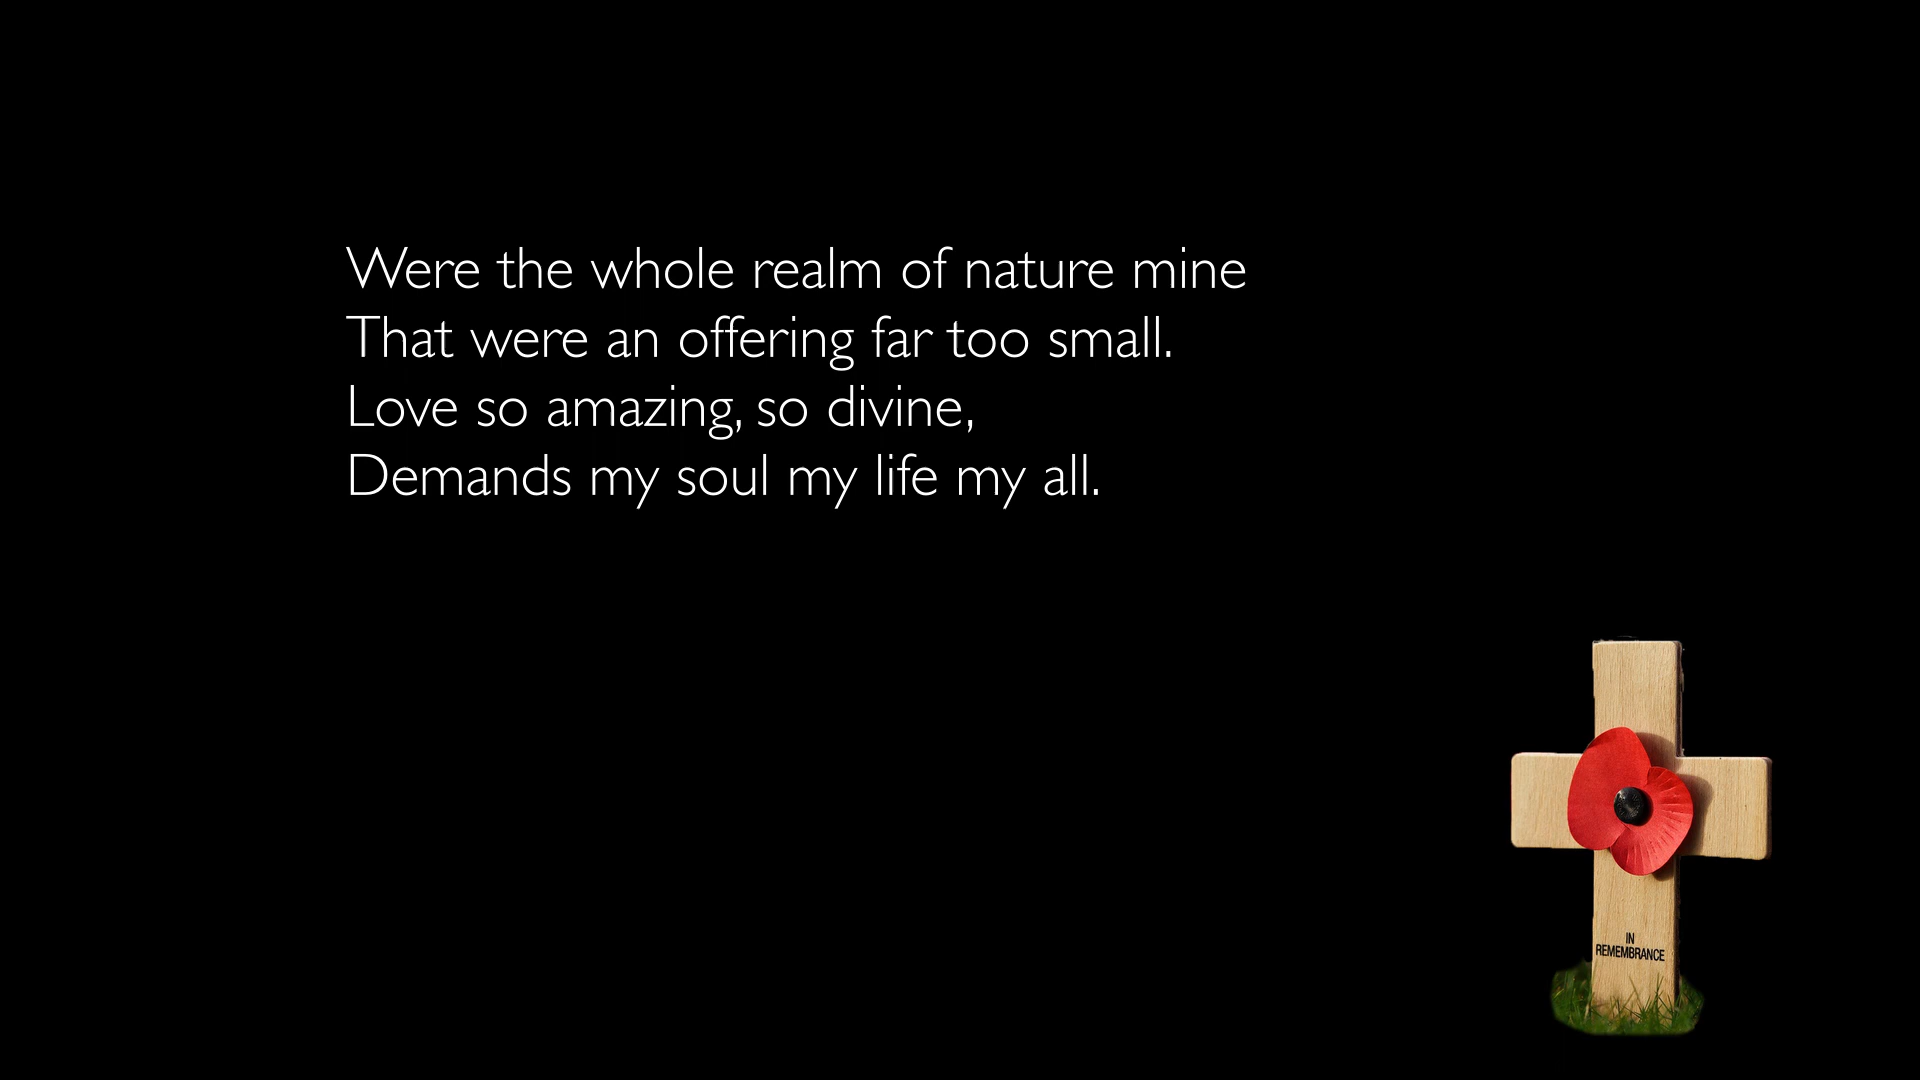 Were the whole realm of nature mine
That were an offering far too small.
Love so amazing, so divine,
Demands my soul my life my all.
IN
REMEMBRANCE